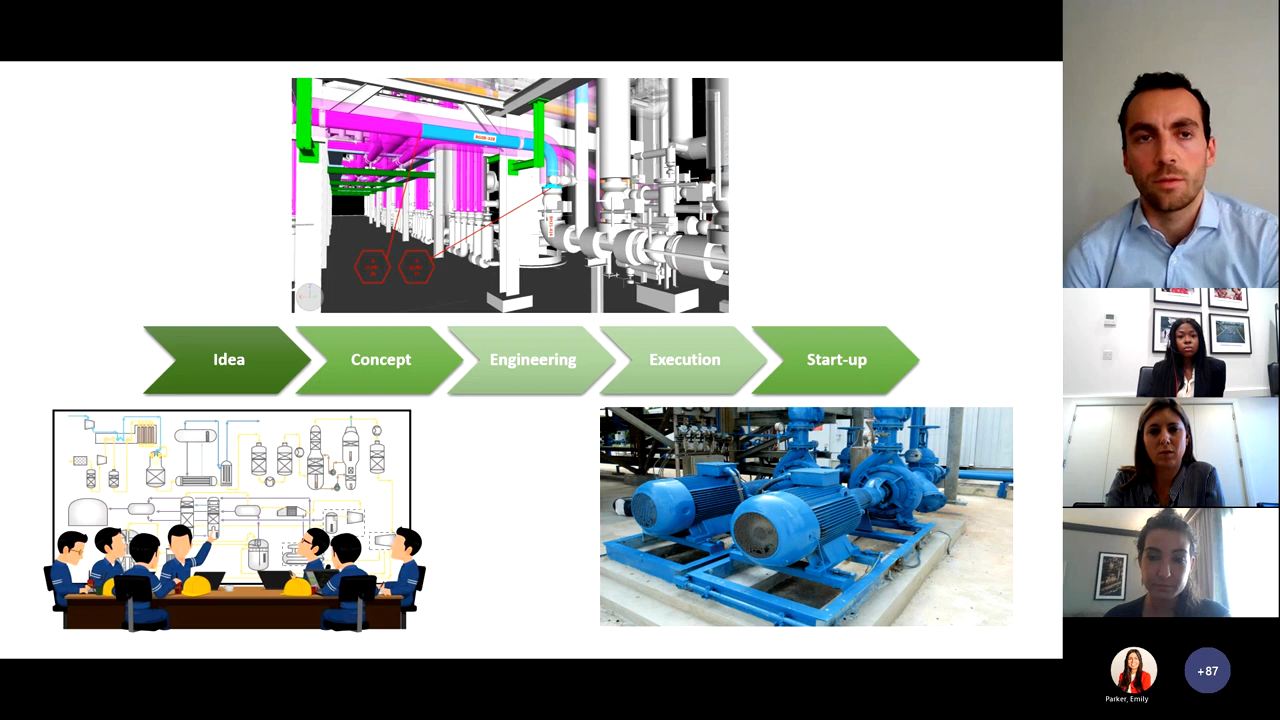 Idea
Concept
Engineering
Execution
Start-up
+87
Parker, Emily